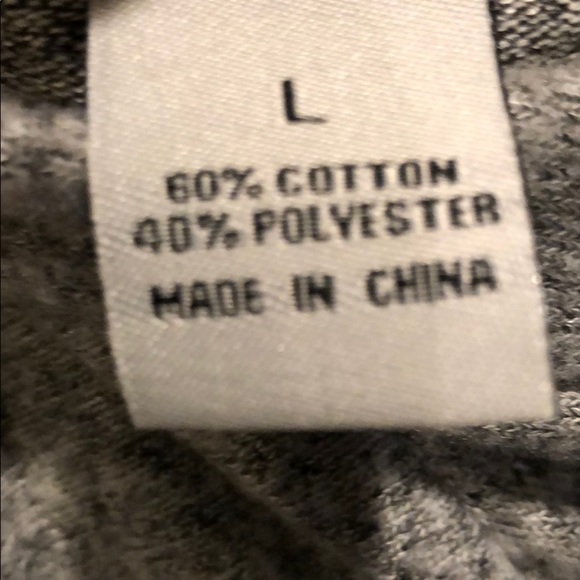 L
60% COTTON
40% POLYESTER
MADE IN CHINA